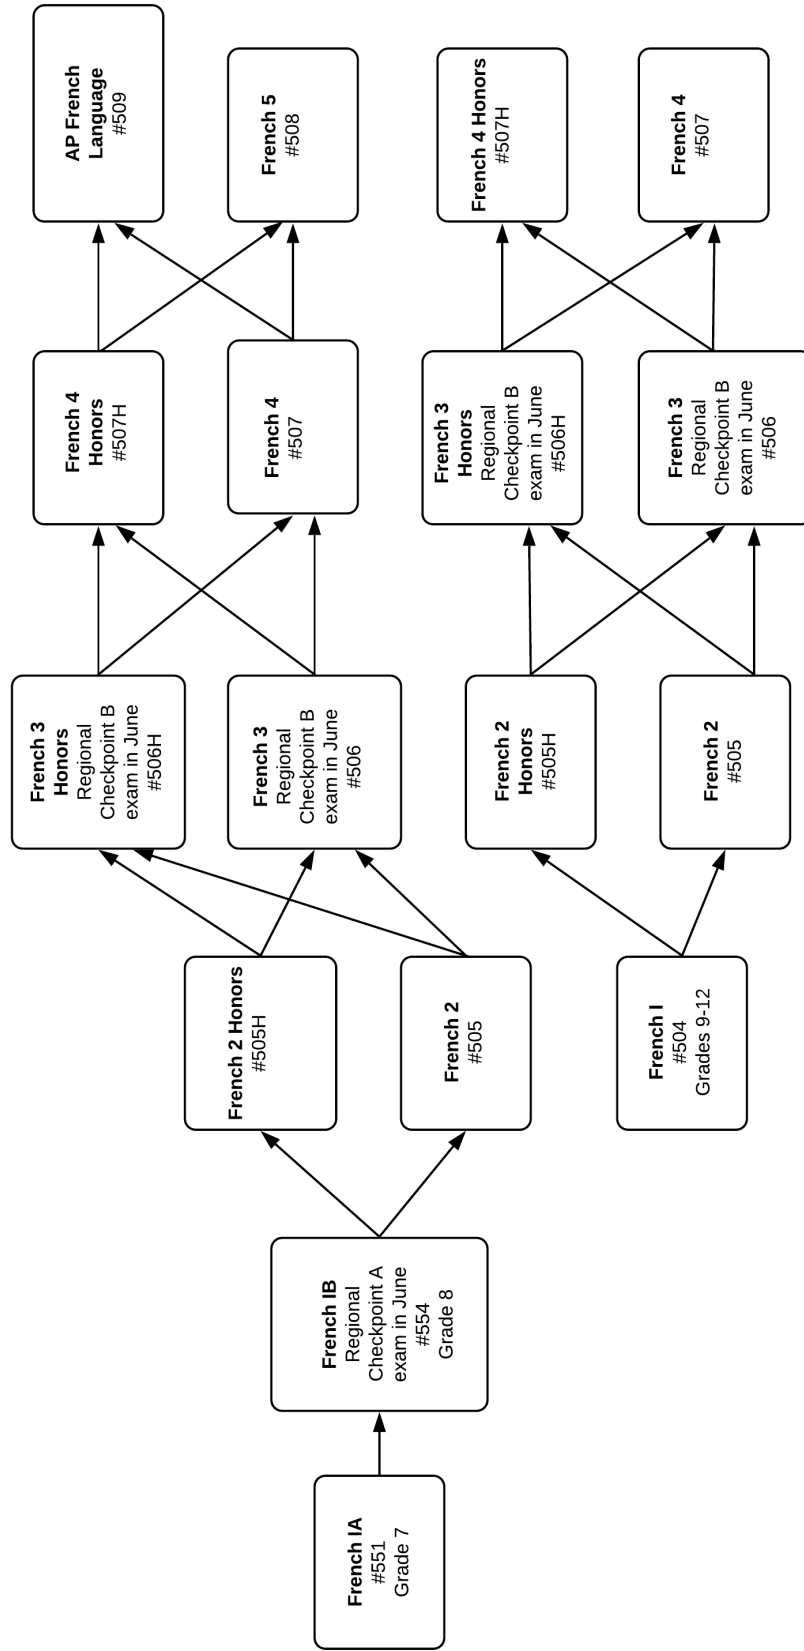 French IA
#551
Grade 7
French IB
Regional
Checkpoint A
exam in June
#554
Grade 8
French 2 Honors
#505H
French 2
#505
French 3
Honors
Regional
Checkpoint B
exam in June
#506H
French 3
Regional
Checkpoint B
exam in June
#506
French 4
Honors
#507H
French 4
#507
AP French
Language
#509
French 5
#508
French I
#504
Grades 9-12
French 2
Honors
#505H
French 2
#505
French 3
Honors
Regional
Checkpoint B
exam in June
#506H
French 3
Regional
Checkpoint B
exam in June
#506
French 4 Honors
#507H
French 4
#507